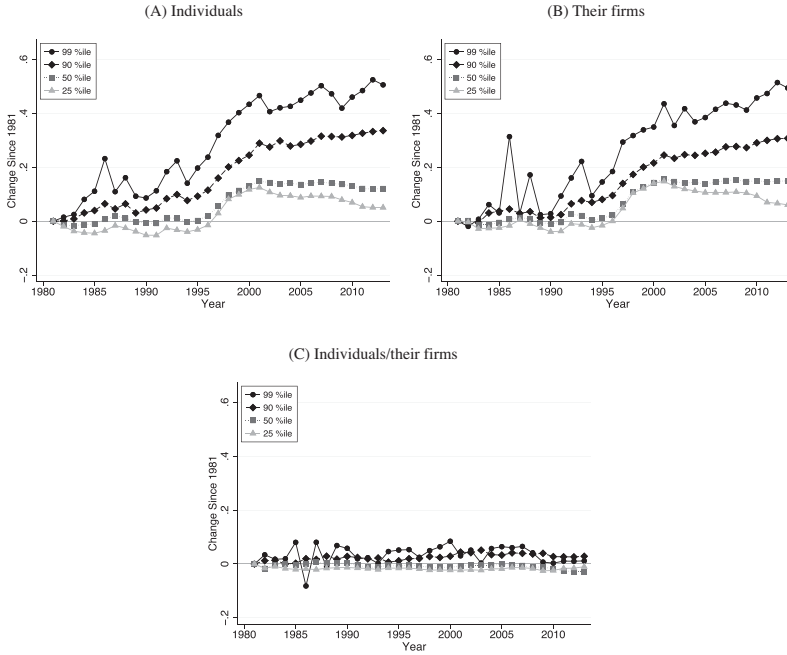 (A) Individuals
99 %ile
90 %ile
50 %ile
25 %ile
Change Since 1981
.6
.4
.2
0
-.2
1980 1985 1990 1995 2000 2005 2010
Year
(B) Their firms
99 %ile
90 %ile
50 %ile
25 %ile
Change Since 1981
.6
.4
.2
0
-.2
1980 1985 1990 1995 2000 2005 2010
Year
(C) Individuals/their firms
99 %ile
90 %ile
50 %ile
25 %ile
Change Since 1981
.6
.4
.2
0
-.2
1980 1985 1990 1995 2000 2005 2010
Year